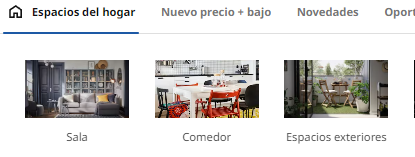 Espacios del hogar Nuevo precio + bajo Novedades Oport
Sala Comedor Espacios exteriores